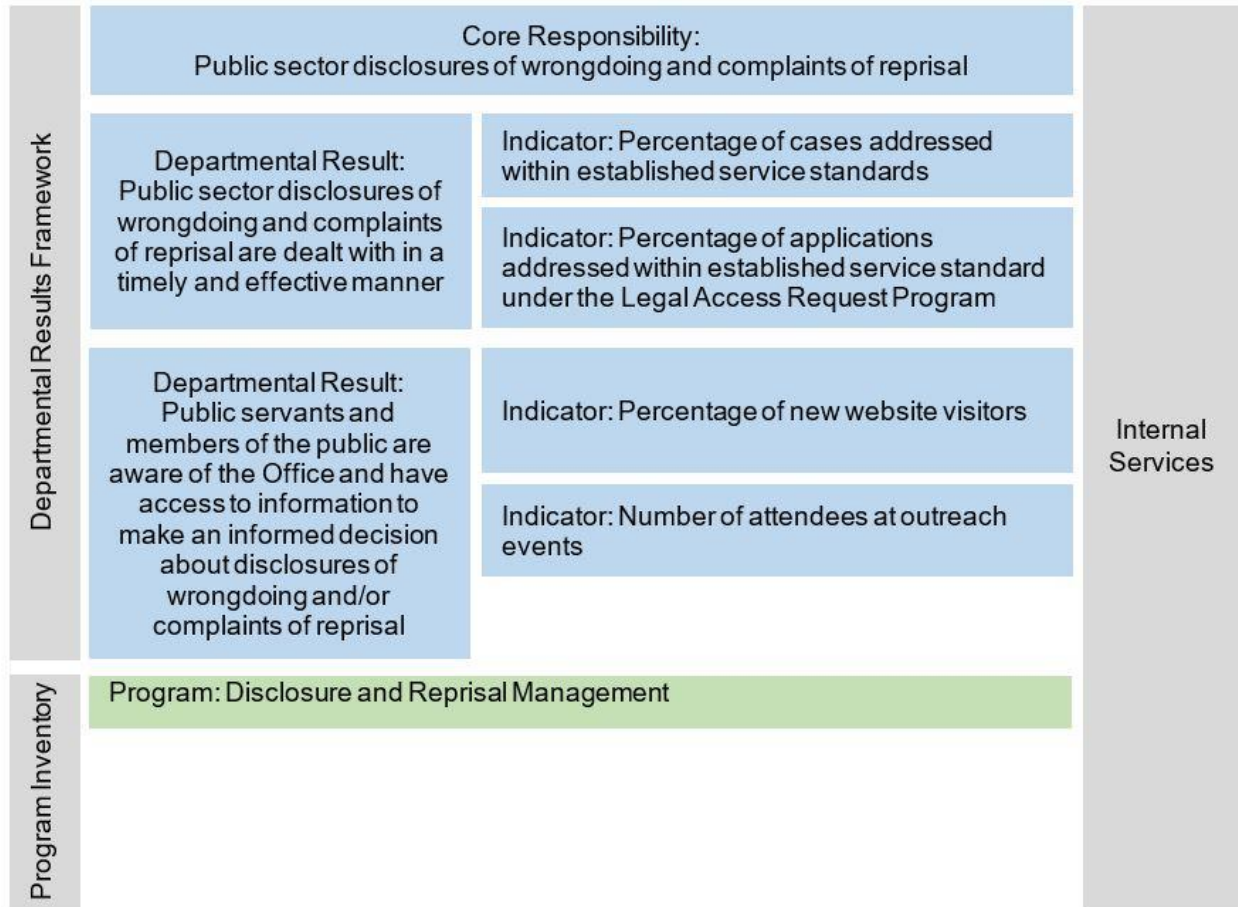 Departmental Results Framework
Core Responsibility:
Public sector disclosures of wrongdoing and complaints of reprisal
Departmental Result:
Public sector disclosures of
wrongdoing and complaints
of reprisal are dealt with in a
timely and effective manner
Indicator: Percentage of cases addressed
within established service standards
Indicator: Percentage of applications
addressed within established service standard
under the Legal Access Request Program
Departmental Result:
Public servants and
members of the public are
aware of the Office and have
access to information to
make an informed decision
about disclosures of
wrongdoing and/or
complaints of reprisal
Indicator: Percentage of new website visitors
Indicator: Number of attendees at outreach
events
Internal
Services
Program Inventory
Program: Disclosure and Reprisal Management